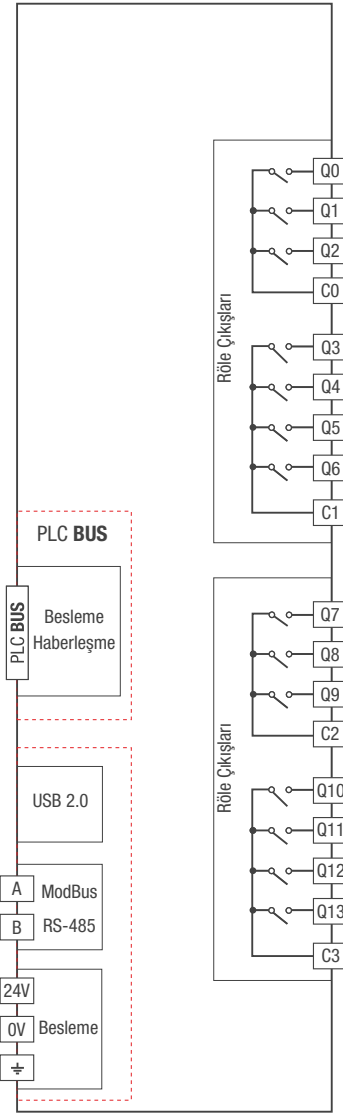 Röle Çıkışları
Q0
Q1
Q2
C0
Q3
Q4
Q5
Q6
C1
PLC BUS
PLC BUS
Besleme
Haberleşme
Röle Çıkışları
Q7
Q8
Q9
C2
Q10
Q11
Q12
Q13
C3
USB 2.0
A
B
ModBus
RS-485
24V
0V
Besleme